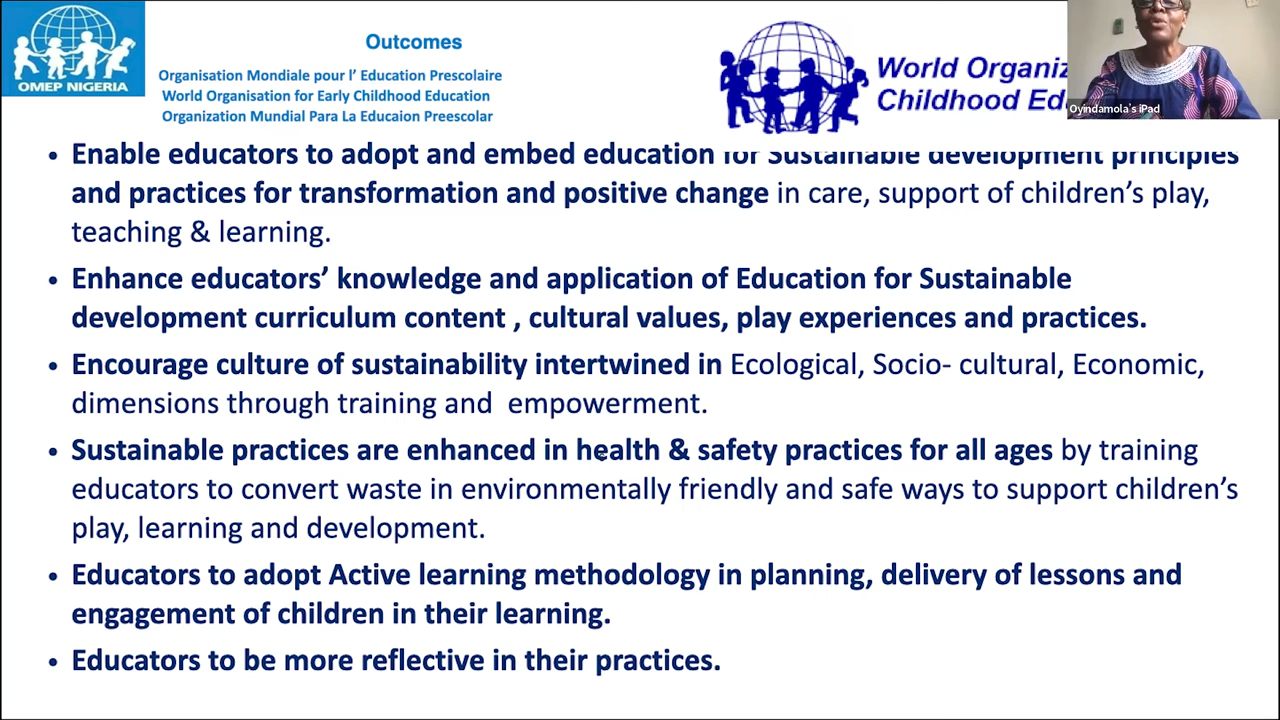 Outcomes
OMEP NIGERIA
Organisation Mondiale pour l' Education Prescolaire
World Organisation for Early Childhood Education
Organization Mundial Para La Educaion Preescolar
World Organiz
Childhood Ed
Oyindamola's iPad
• Enable educators to adopt and embed education for Sustainable development principles
and practices for transformation and positive change in care, support of children's play,
teaching & learning.
• Enhance educators' knowledge and application of Education for Sustainable
development curriculum content , cultural values, play experiences and practices.
• Encourage culture of sustainability intertwined in Ecological, Socio- cultural, Economic,
dimensions through training and empowerment.
• Sustainable practices are enhanced in health & safety practices for all ages by training
educators to convert waste in environmentally friendly and safe ways to support children's
play, learning and development.
• Educators to adopt Active learning methodology in planning, delivery of lessons and
engagement of children in their learning.
• Educators to be more reflective in their practices.